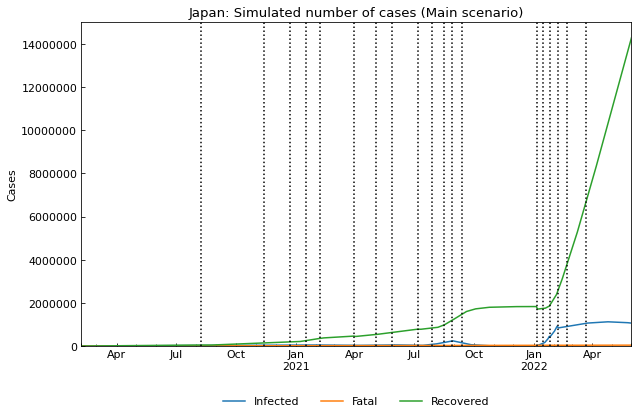 Japan: Simulated number of cases (Main scenario)
14000000
12000000
10000000
8000000
6000000
4000000
2000000
0
Cases
Apr Jul Oct Jan Apr Jul Oct Jan Apr
2021 2022
Infected Fatal Recovered